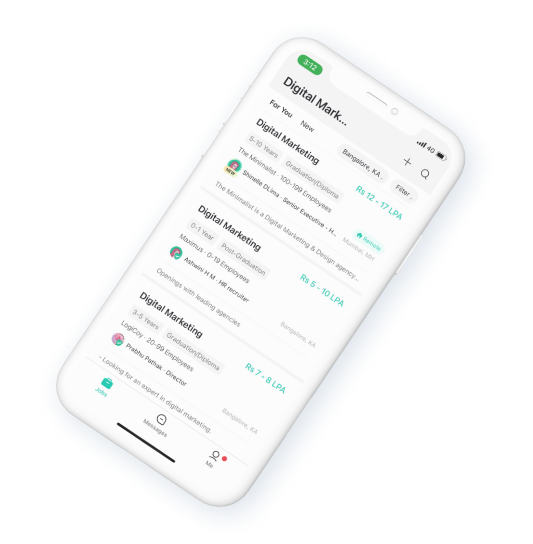 3:12
4G
Digital Mark...
For You New
Bangalore, KA
Filter
Digital Marketing
Rs 12 - 17 LPA
5-10 Years
Graduation/Diploma
The Minimalist · 100-199 Employees
Shinelle DLima · Senior Executive - H..
NEW
Remote
Mumbai, MH
The Minimalist is a Digital Marketing & Design agency ...
Digital Marketing
Rs 5 - 10 LPA
0-1 Year
Post-Graduation
Maximus · 0-19 Employees
Ashwini H M · HR recruiter
Bangalore, KA
Openings with leading agencies
Digital Marketing
Rs 7 - 8 LPA
3-5 Years
Graduation/Diploma
LogiCoy · 20-99 Employees
Prabhu Pathak · Director
Bangalore, KA
- Looking for an expert in digital marketing.
Jobs
Messages
Me